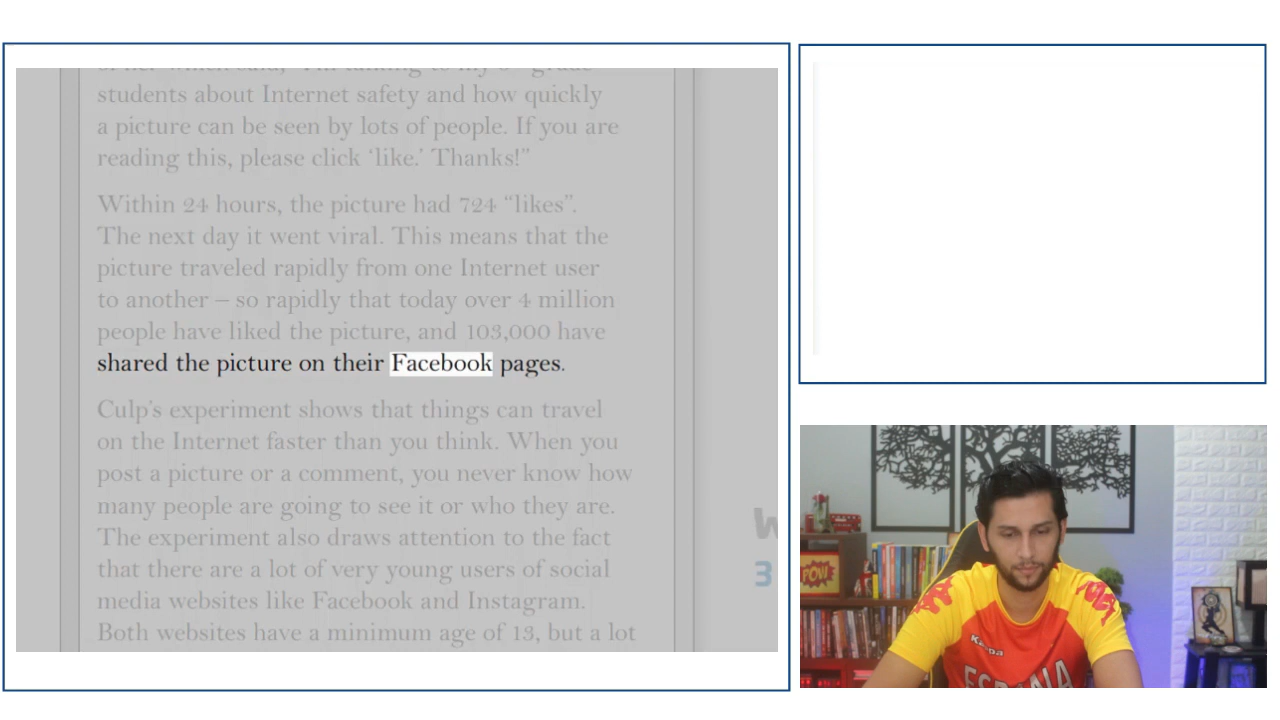 students about Internet safety and how quickly
a picture can be seen by lots of people. If you are
reading this, please click ‘like.’ Thanks!”
Within 24 hours, the picture had 724 “likes”.
The next day it went viral. This means that the
picture traveled rapidly from one Internet user
to another – so rapidly that today over 4 million
people have liked the picture, and 103,000 have
shared the picture on their Facebook pages.
Culp’s experiment shows that things can travel
on the Internet faster than you think. When you
post a picture or a comment, you never know how
many people are going to see it or who they are.
The experiment also draws attention to the fact
that there are a lot of very young users of social
media websites like Facebook and Instagram.
Both websites have a minimum age of 13, but a lot
W
3
POW!
Kappa
ESPANA